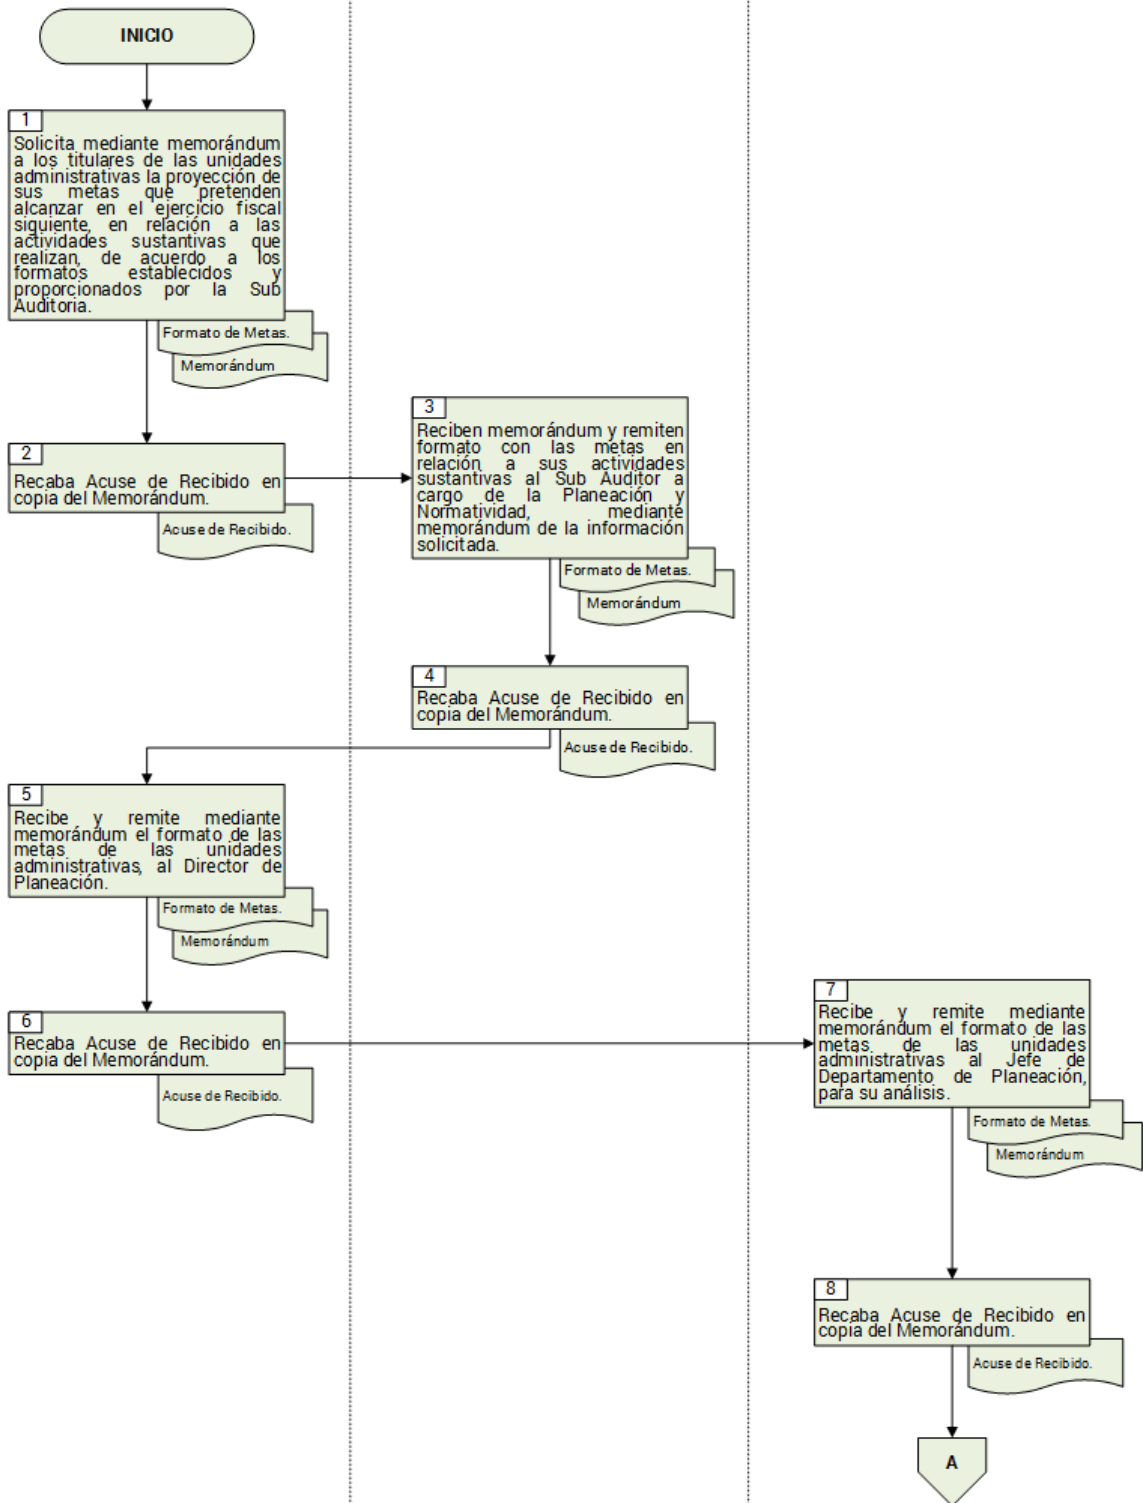 INICIO
1
Solicita mediante memorándum
a los titulares de las unidades
administrativas la proyección de
sus metas que pretenden
alcanzar en el ejercicio fiscal
siguiente, en relación a las
actividades sustantivas que
realizan, de acuerdo a los
formatos establecidos y
proporcionados por la Sub
Auditoria.
Formato de Metas.
Memorándum
2
Recaba Acuse de Recibido en
copia del Memorándum.
Acuse de Recibido.
3
Reciben memorándum y remiten
formato con las metas en
relación a sus actividades
sustantivas al Sub Auditor a
cargo de la Planeación y
Normatividad, mediante
memorándum de la información
solicitada.
Formato de Metas.
Memorándum
4
Recaba Acuse de Recibido en
copia del Memorándum.
Acuse de Recibido.
5
Recibe y remite mediante
memorándum el formato de las
metas de las unidades
administrativas, al Director de
Planeación.
Formato de Metas.
Memorándum
6
Recaba Acuse de Recibido en
copia del Memorándum.
Acuse de Recibido.
7
Recibe y remite mediante
memorándum el formato de las
metas de las unidades
administrativas al Jefe de
Departamento de Planeación,
para su análisis.
Formato de Metas.
Memorándum
8
Recaba Acuse de Recibido en
copia del Memorándum.
Acuse de Recibido.
A